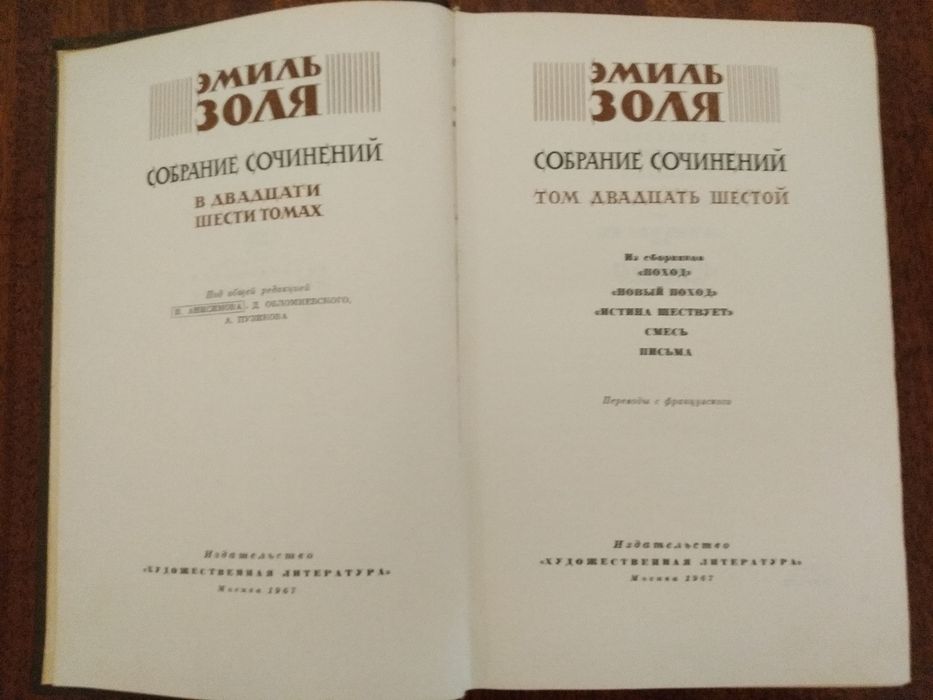 ЭМИЛЬ
ЗОЛЯ
СОБРАНИЕ СОЧИНЕНИЙ
В ДВАДЦАТИ
ШЕСТИ ТОМАХ
Под общей редакцией
И. АНИСИМОВА, Д. ОБЛОМИЕВСКОГО,
А. ПУЗИКОВА
Издательство
«ХУДОЖЕСТВЕННАЯ ЛИТЕРАТУРА»
Москва 1967
ЭМИЛЬ
ЗОЛЯ
СОБРАНИЕ СОЧИНЕНИЙ
ТОМ ДВАДЦАТЬ ШЕСТОЙ
Из сборников
«ПОХОД»
«НОВЫЙ ПОХОД»
«ИСТИНА ШЕСТВУЕТ»
СМЕСЬ
ПИСЬМА
Переводы с французского
Издательство
«ХУДОЖЕСТВЕННАЯ ЛИТЕРАТУРА»
Москва 1967